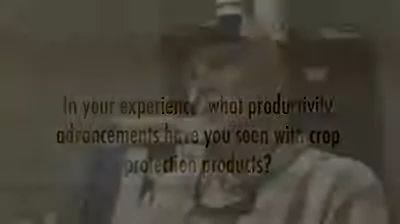 In your experience, what productivity
advancements have you seen with crop
protection products?